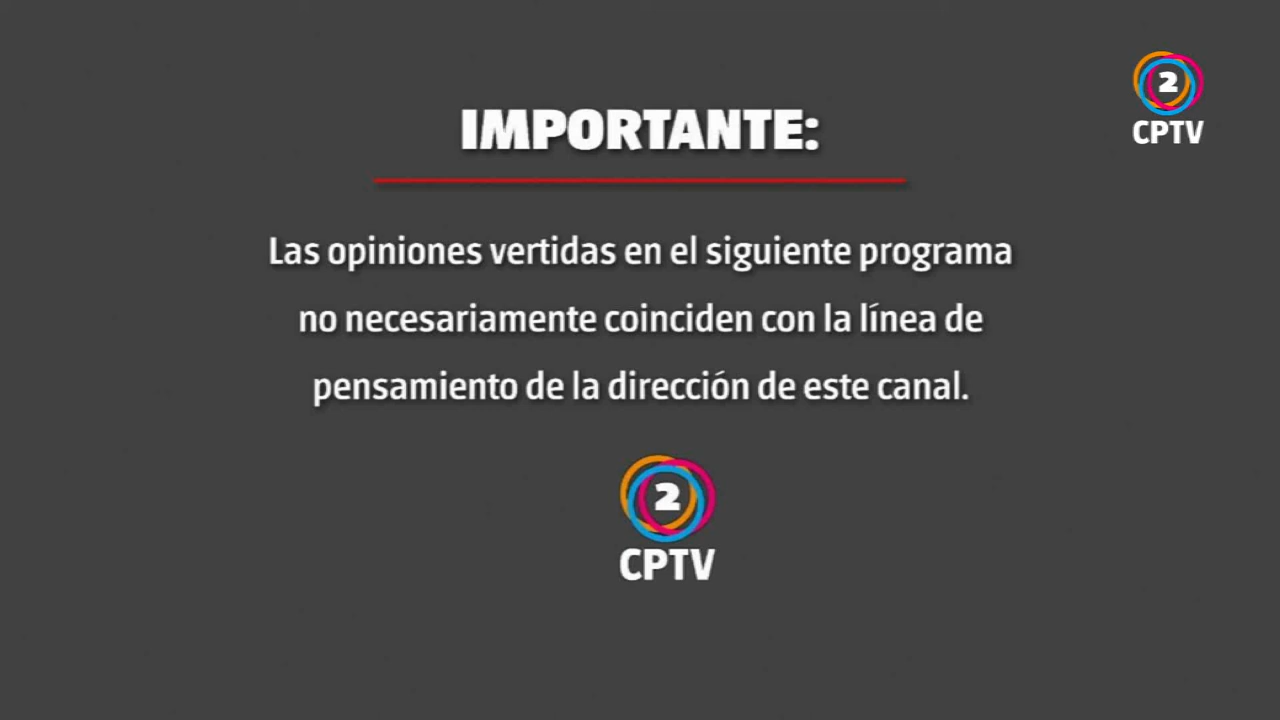 2
CPTV
IMPORTANTE:
Las opiniones vertidas en el siguiente programa
no necesariamente coinciden con la línea de
pensamiento de la dirección de este canal.
2
CPTV